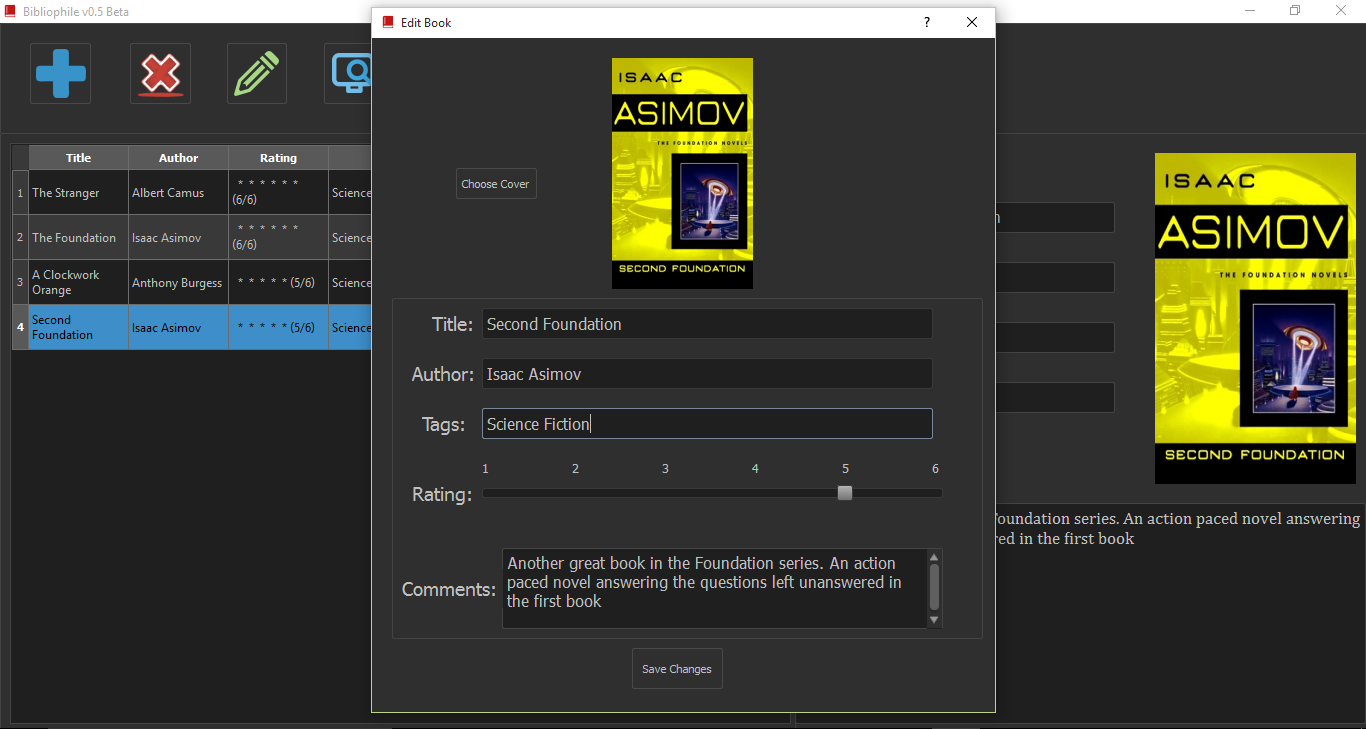 Bibliophile v0.5 Beta
Edit Book
?
ISAAC
ASIMOV
THE FOUNDATION NOVELS
SECOND FOUNDATION
Choose Cover
Title: Second Foundation
Author: Isaac Asimov
Tags: Science Fiction
1 2 3 4 5 6
Rating:
Comments:
Another great book in the Foundation series. An action
paced novel answering the questions left unanswered in
the first book
Save Changes
Title Author Rating
1 The Stranger Albert Camus * * * * * * (6/6) Science
2 The Foundation Isaac Asimov * * * * * * (6/6) Science
3 A Clockwork Orange Anthony Burgess * * * * * (5/6) Science
4 Second Foundation Isaac Asimov * * * * * (5/6) Science
ISAAC
ASIMOV
THE FOUNDATION NOVELS
SECOND FOUNDATION
oundation series. An action paced novel answering
red in the first book